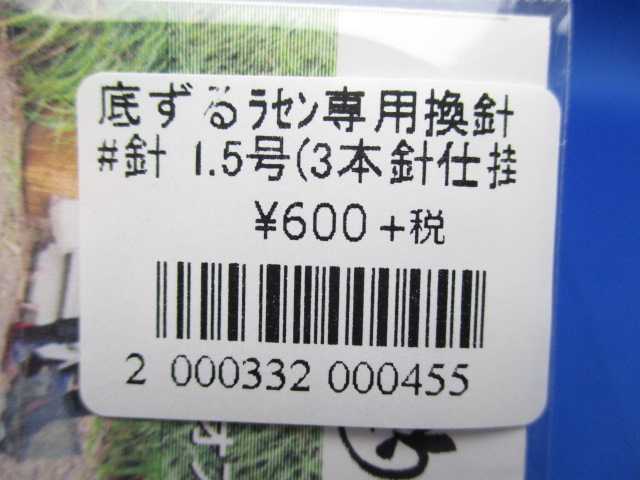 底ずるﾗｾﾝ専用換針
#針 1.5号(3本針仕掛
¥600+税
2 000332 000455
オ